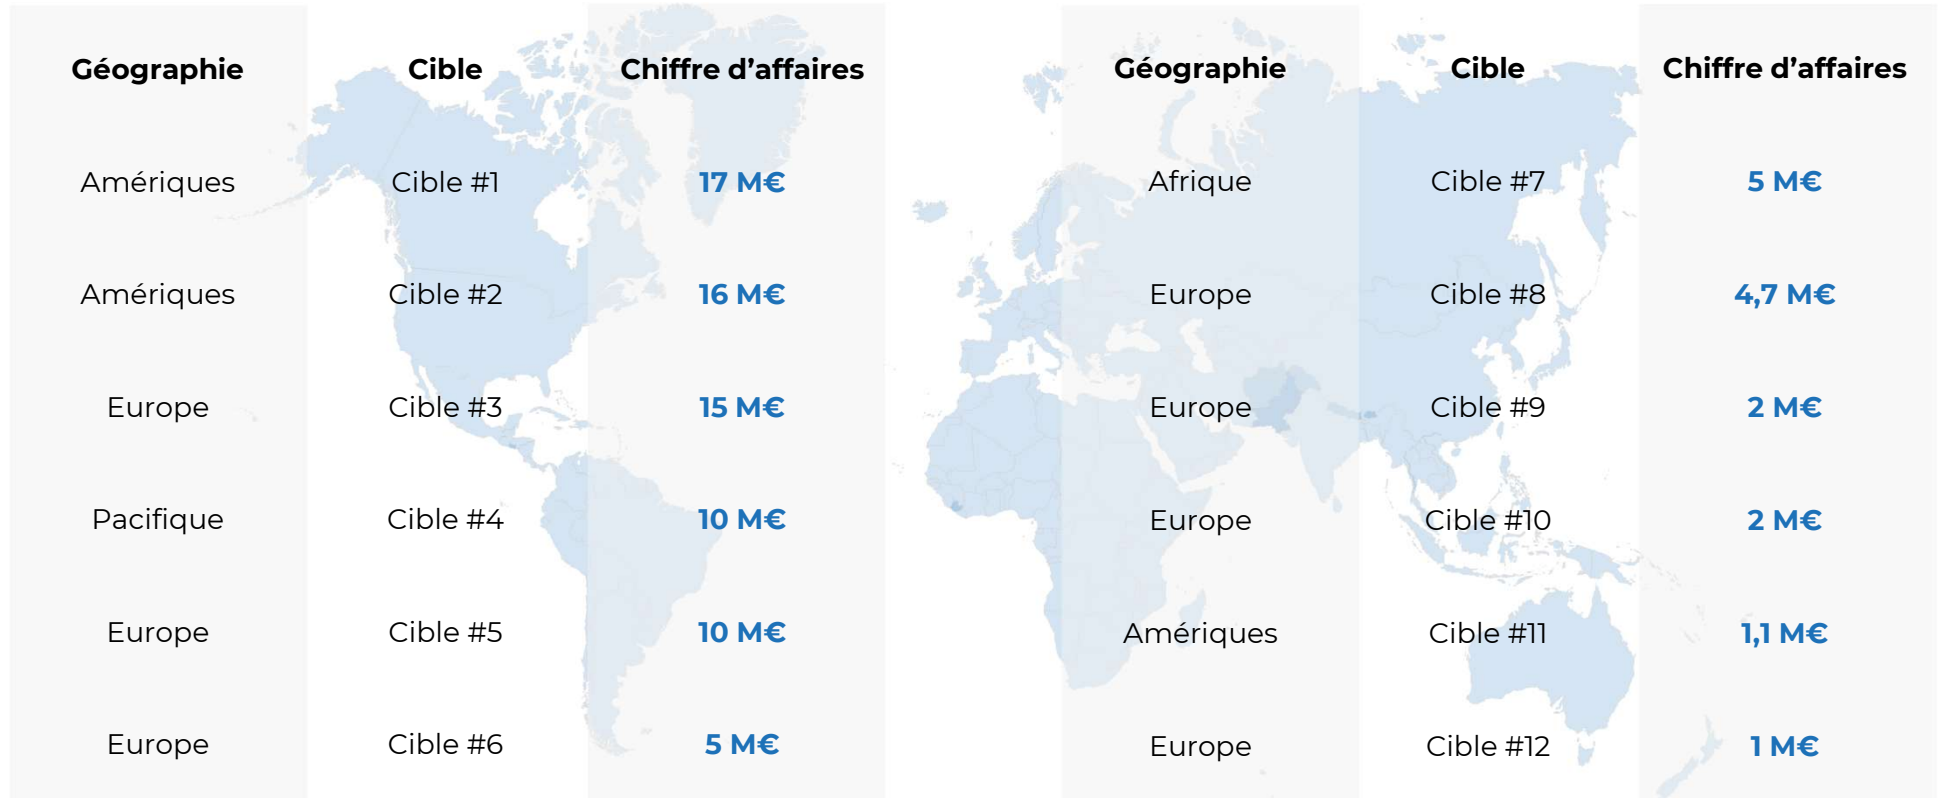 Géographie Cible Chiffre d’affaires
Amériques Cible #1 17 M€
Amériques Cible #2 16 M€
Europe Cible #3 15 M€
Pacifique Cible #4 10 M€
Europe Cible #5 10 M€
Europe Cible #6 5 M€
Géographie Cible Chiffre d’affaires
Afrique Cible #7 5 M€
Europe Cible #8 4,7 M€
Europe Cible #9 2 M€
Europe Cible #10 2 M€
Amériques Cible #11 1,1 M€
Europe Cible #12 1 M€